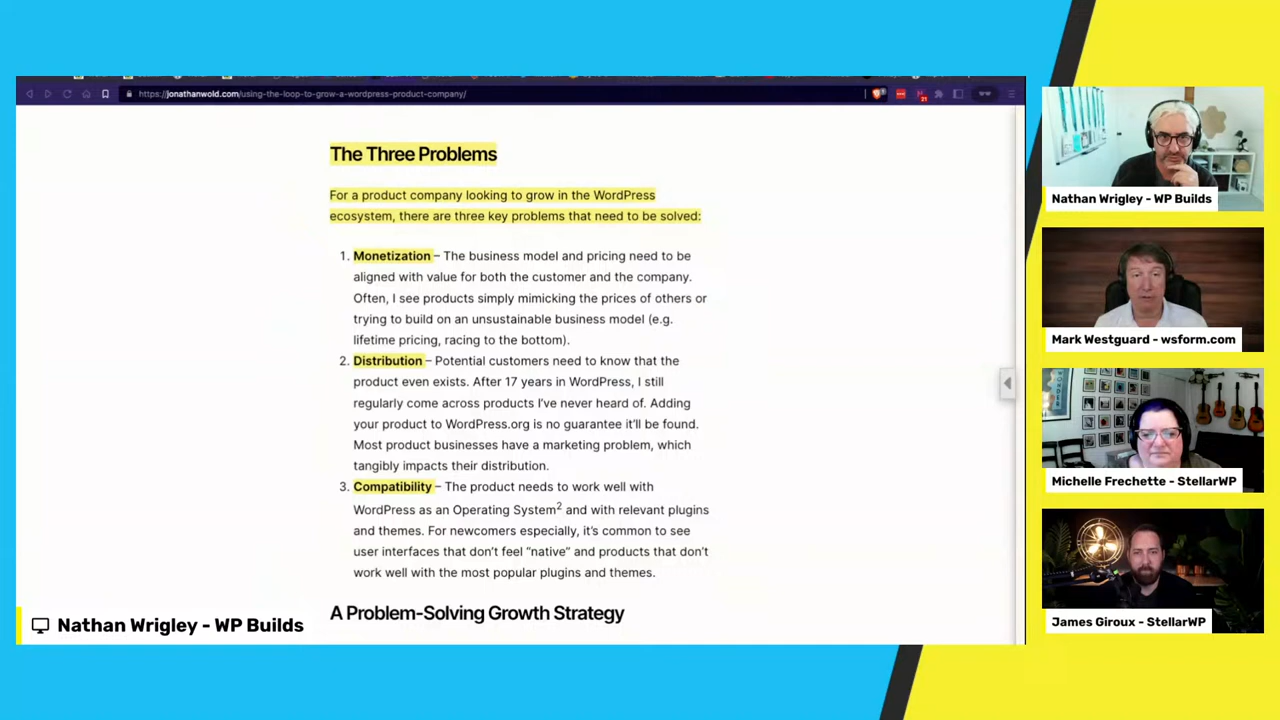 https://jonathanwold.com/using-the-loop-to-grow-a-wordpress-product-company/
21
The Three Problems
For a product company looking to grow in the WordPress
ecosystem, there are three key problems that need to be solved:
1. Monetization – The business model and pricing need to be
aligned with value for both the customer and the company.
Often, I see products simply mimicking the prices of others or
trying to build on an unsustainable business model (e.g.
lifetime pricing, racing to the bottom).
2. Distribution – Potential customers need to know that the
product even exists. After 17 years in WordPress, I still
regularly come across products I've never heard of. Adding
your product to WordPress.org is no guarantee it'll be found.
Most product businesses have a marketing problem, which
tangibly impacts their distribution.
3. Compatibility – The product needs to work well with
WordPress as an Operating System2 and with relevant plugins
and themes. For newcomers especially, it's common to see
user interfaces that don't feel “native” and products that don't
work well with the most popular plugins and themes.
A Problem-Solving Growth Strategy
Nathan Wrigley - WP Builds
Nathan Wrigley - WP Builds
Mark Westguard - wsform.com
Michelle Frechette - StellarWP
James Giroux - StellarWP